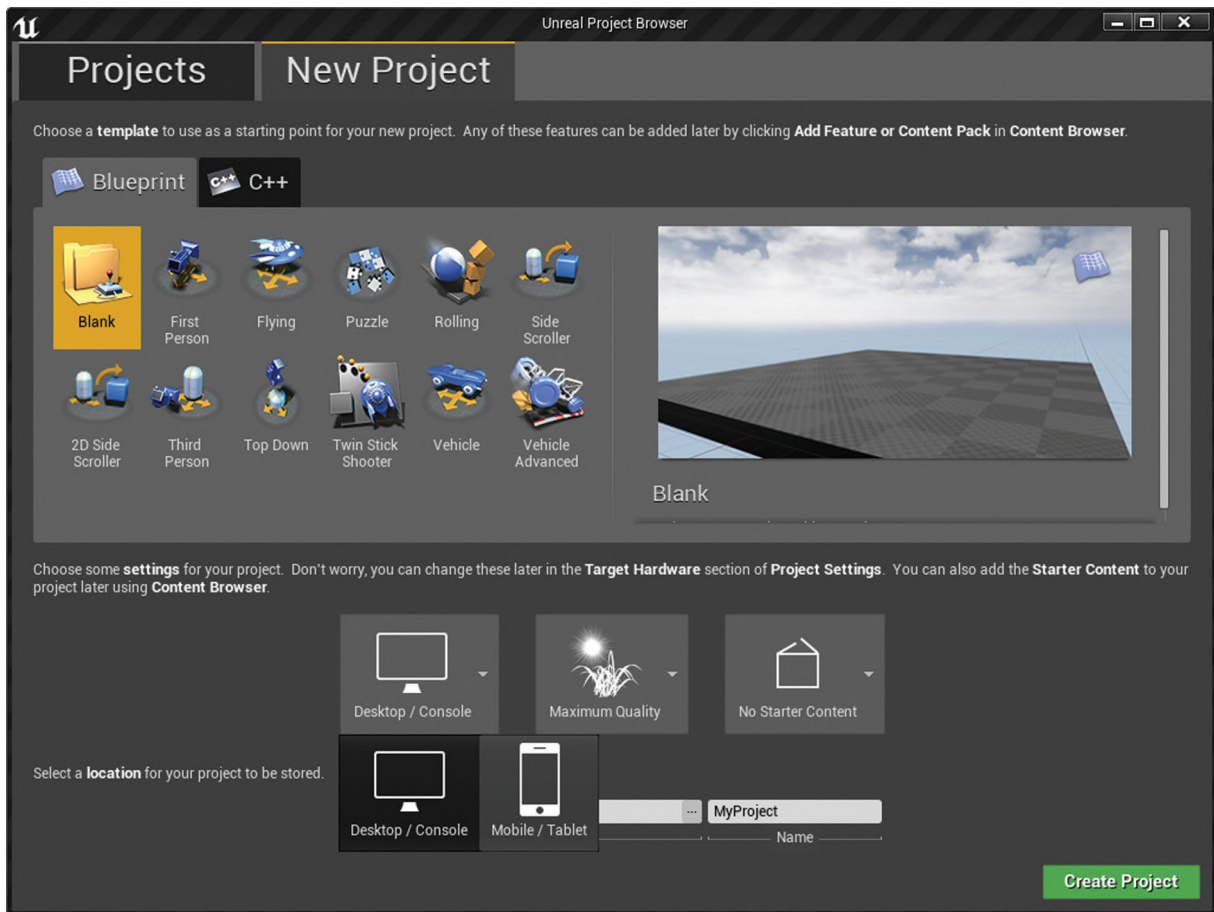 Unreal Project Browser
Projects
New Project
Choose a template to use as a starting point for your new project. Any of these features can be added later by clicking Add Feature or Content Pack in Content Browser.
Blueprint
C++
C++
Blank
First
Person
Flying
Puzzle
Rolling
Side
Scroller
2D Side
Scroller
Third
Person
Top Down
Twin Stick
Shooter
Vehicle
Vehicle
Advanced
Blank
Choose some settings for your project. Don't worry, you can change these later in the Target Hardware section of Project Settings. You can also add the Starter Content to your
project later using Content Browser.
Desktop / Console
Maximum Quality
No Starter Content
Select a location for your project to be stored.
Desktop / Console
Mobile / Tablet
...
MyProject
Name
Create Project